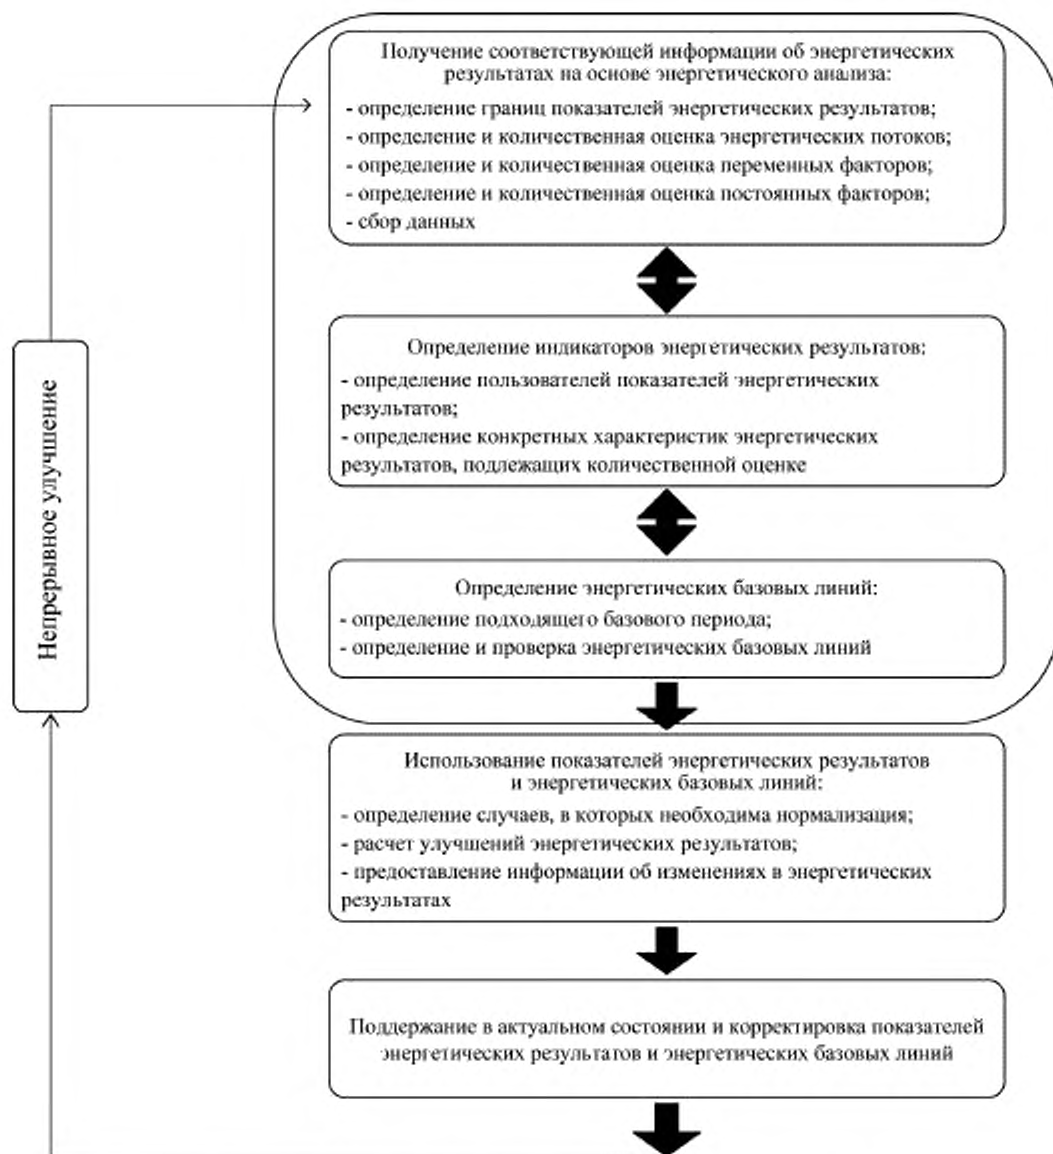 Получение соответствующей информации об энергетических
результатах на основе энергетического анализа:
- определение границ показателей энергетических результатов;
- определение и количественная оценка энергетических потоков;
- определение и количественная оценка переменных факторов;
- определение и количественная оценка постоянных факторов;
- сбор данных
Определение индикаторов энергетических результатов:
- определение пользователей показателей энергетических
результатов;
- определение конкретных характеристик энергетических
результатов, подлежащих количественной оценке
Определение энергетических базовых линий:
- определение подходящего базового периода;
- определение и проверка энергетических базовых линий
Использование показателей энергетических результатов
и энергетических базовых линий:
- определение случаев, в которых необходима нормализация;
- расчет улучшений энергетических результатов;
- предоставление информации об изменениях в энергетических
результатах
Поддержание в актуальном состоянии и корректировка показателей
энергетических результатов и энергетических базовых линий
Непрерывное улучшение